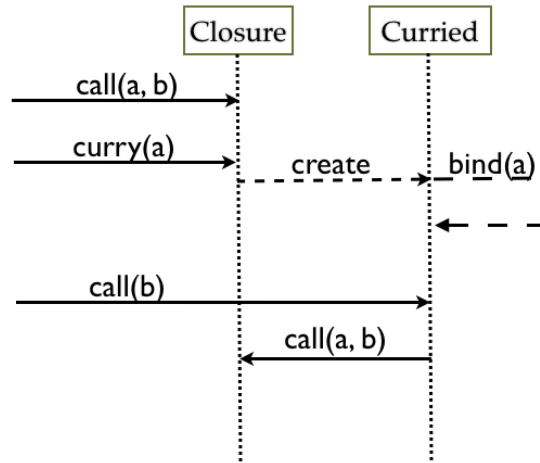 Closure
Curried
call(a, b)
curry(a)
create
bind(a)
call(b)
call(a, b)